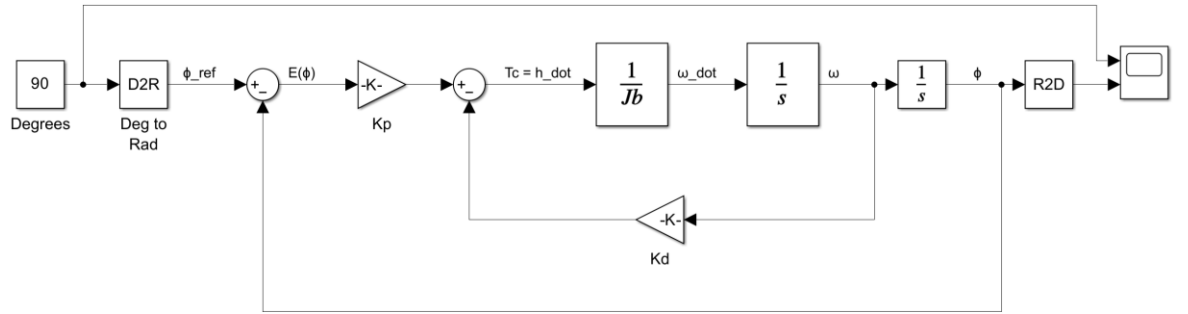 90
Degrees
D2R
Deg to
Rad
ϕ_ref
+
−
E(ϕ)
-K-
Kp
+
−
Tc = h_dot
1
Jb
ω_dot
1
s
ω
1
s
ϕ
R2D
-K-
Kd